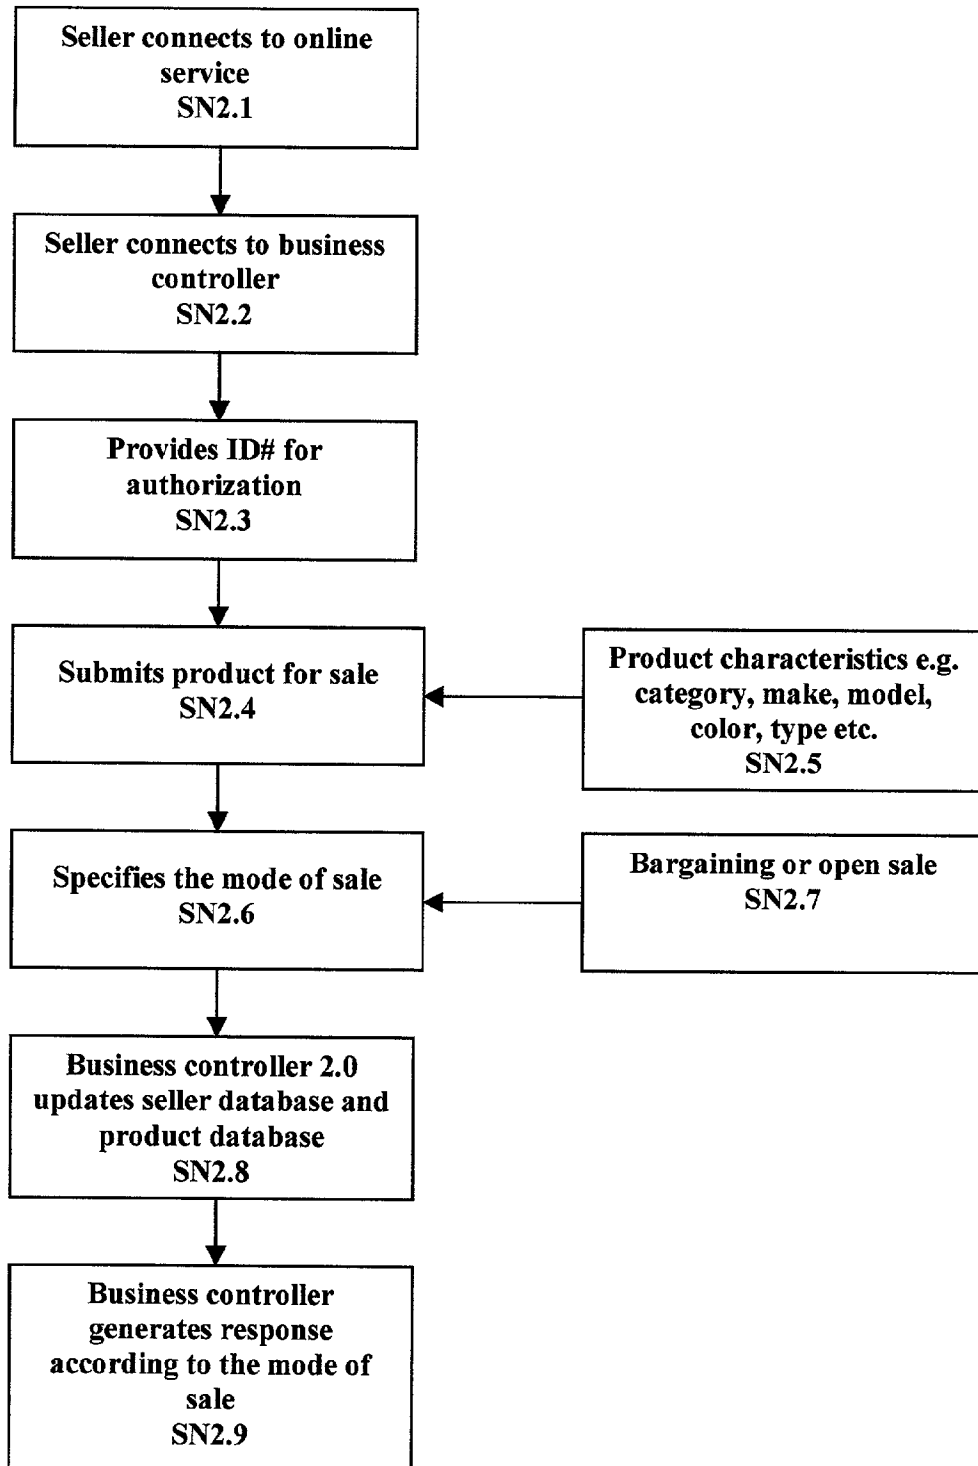 Seller connects to online
service
SN2.1
Seller connects to business
controller
SN2.2
Provides ID# for
authorization
SN2.3
Submits product for sale
SN2.4
Product characteristics e.g.
category, make, model,
color, type etc.
SN2.5
Specifies the mode of sale
SN2.6
Bargaining or open sale
SN2.7
Business controller 2.0
updates seller database and
product database
SN2.8
Business controller
generates response
according to the mode of
sale
SN2.9